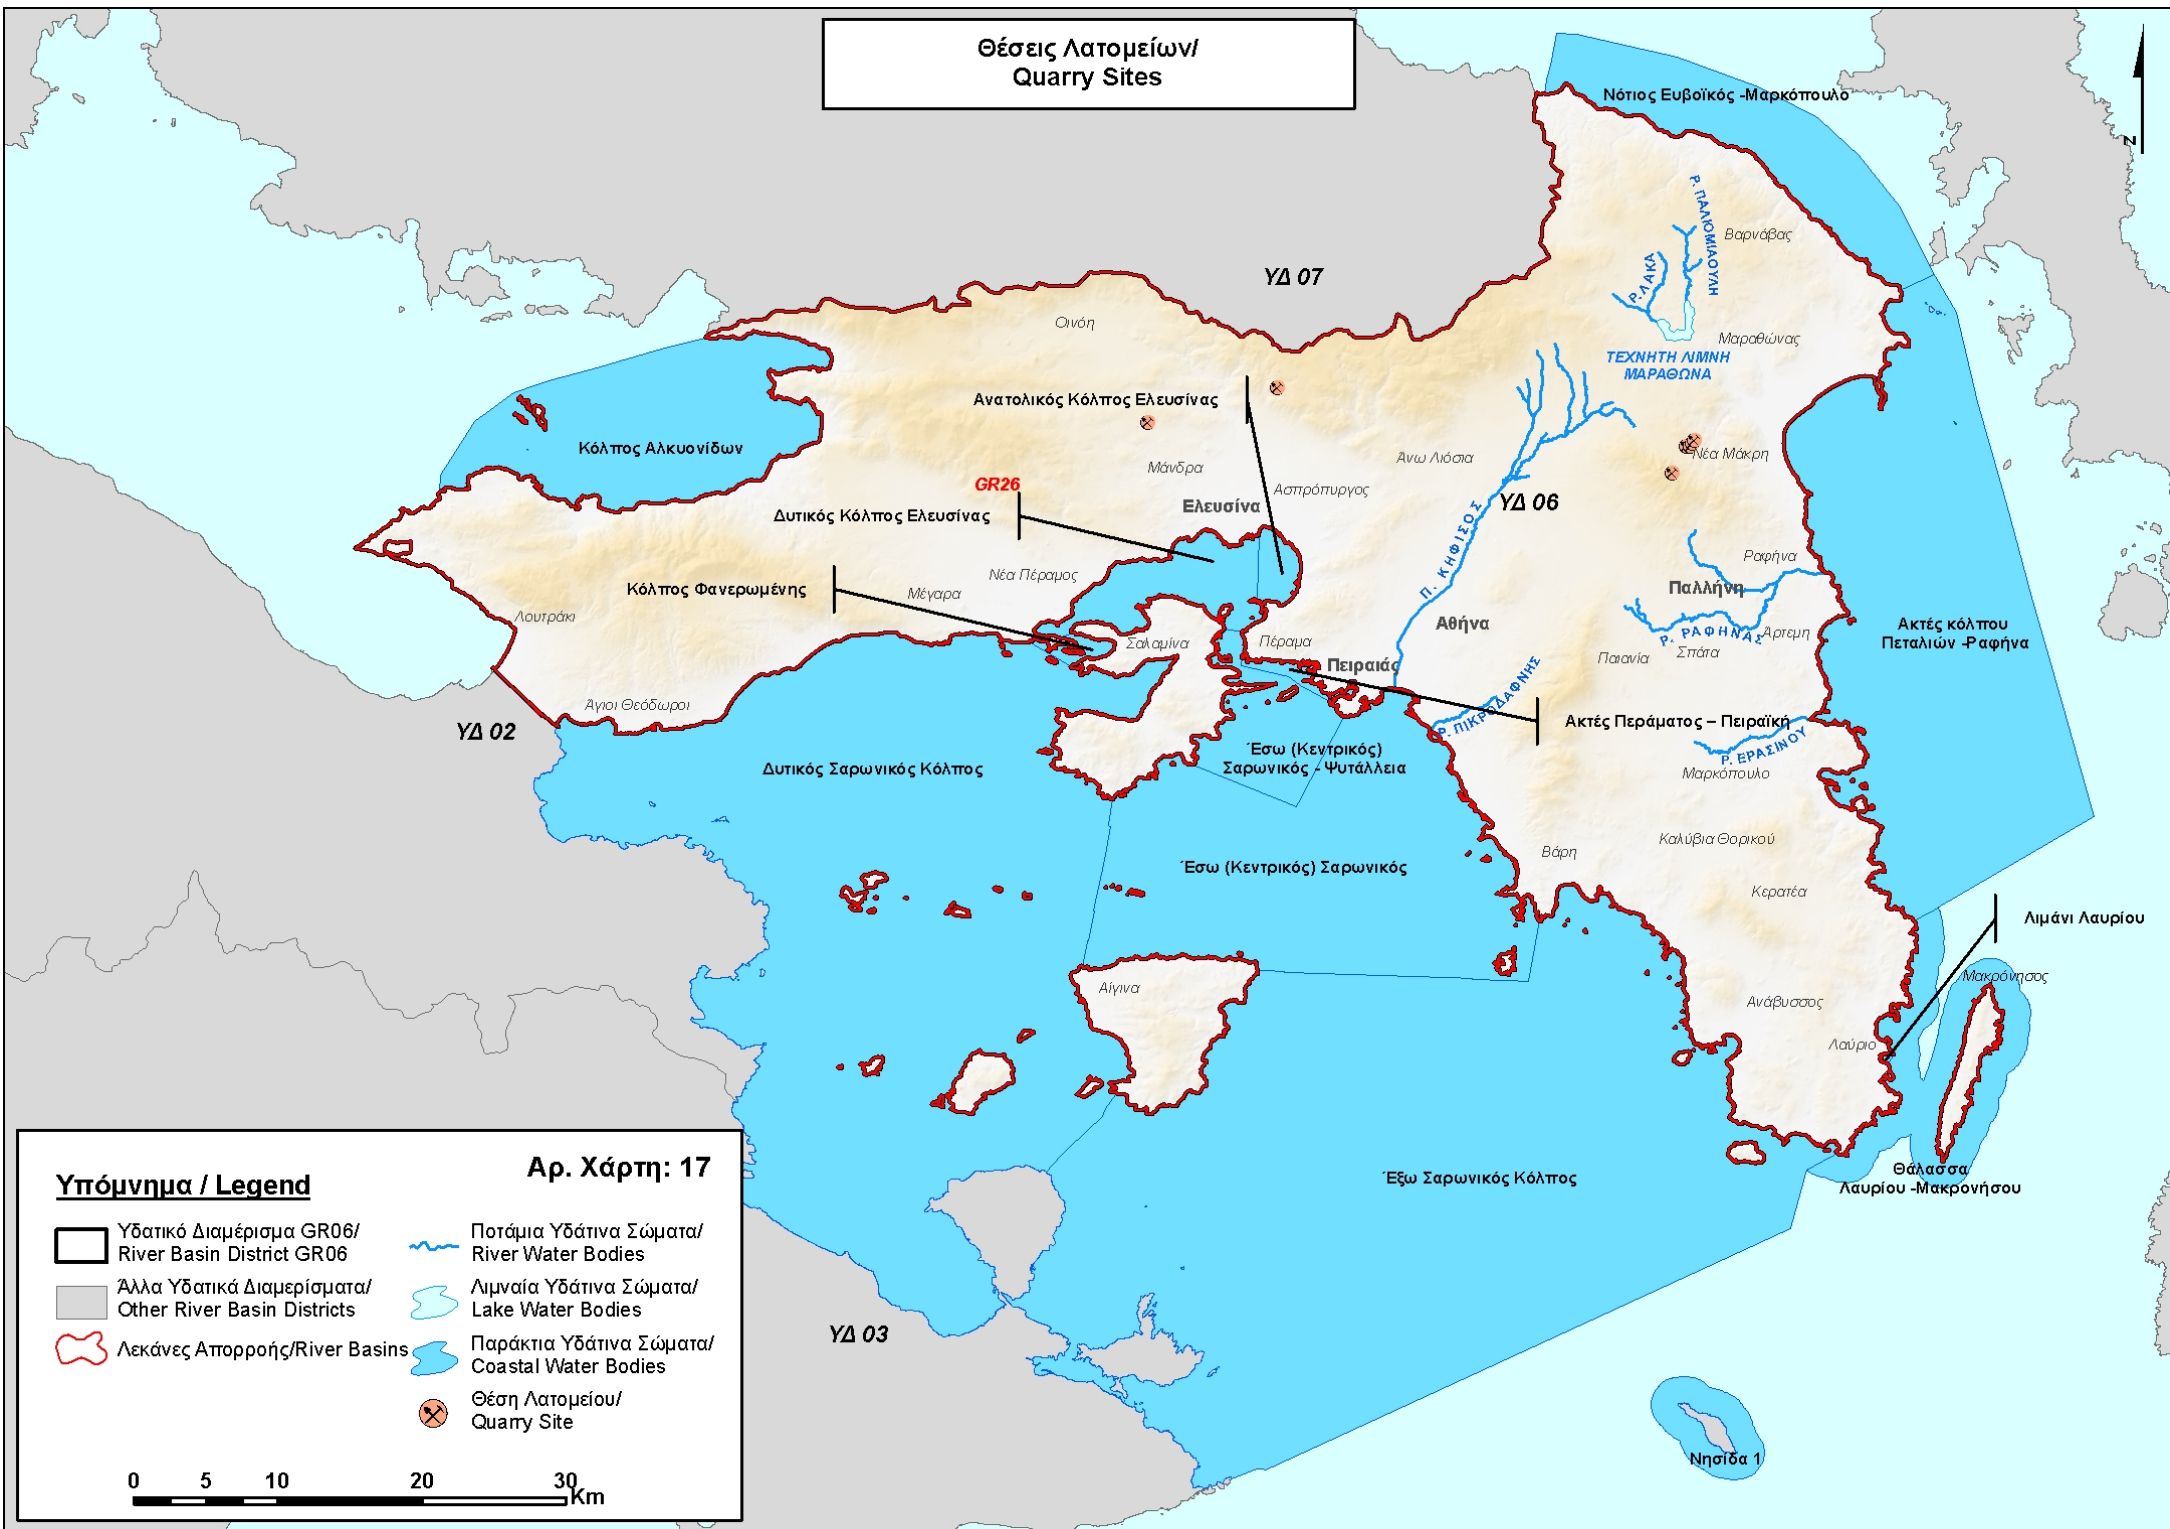 Θέσεις Λατομείων/
Quarry Sites
Νότιος Ευβοϊκός -Μαρκόπουλο
Z
Ρ. ΠΑΛΙΟΜΙΑΟΥΛΗ
Βαρνάβας
Ρ.ΛΑΚΑ
ΥΔ 07
Οινόη
Μαραθώνας
ΤΕΧΝΗΤΗ ΛΙΜΝΗ
ΜΑΡΑΘΩΝΑ
Ανατολικός Κόλπος Ελευσίνας
Κόλπος Αλκυονίδων
Μάνδρα
Άνω Λιόσια
Νέα Μάκρη
GR26
Ασπρόπυργος
Ελευσίνα
ΥΔ 06
Δυτικός Κόλπος Ελευσίνας
Π. ΚΗΦΙΣΟΣ
Ραφήνα
Νέα Πέραμος
Παλλήνη
Κόλπος Φανερωμένης
Μέγαρα
Λουτράκι
Αθήνα
Ακτές κόλπου
Πεταλιών -Ραφήνα
Σαλαμίνα
Πέραμα
Ρ. ΡΑΦΗΝΑΣ
Άρτεμη
Σπάτα
Παιανία
Πειραιάς
Άγιοι Θεόδωροι
Ρ. ΠΙΚΡΟΔΑΦΝΗΣ
Ακτές Περάματος – Πειραϊκή
ΥΔ 02
Ρ. ΕΡΑΣΙΝΟΥ
Έσω (Κεντρικός)
Σαρωνικός - Ψυτάλλεια
Δυτικός Σαρωνικός Κόλπος
Μαρκόπουλο
Καλύβια Θορικού
Βάρη
Έσω (Κεντρικός) Σαρωνικός
Κερατέα
Λιμάνι Λαυρίου
Μακρόνησος
Αίγινα
Ανάβυσσος
Λαύριο
Έξω Σαρωνικός Κόλπος
Θάλασσα
Λαυρίου -Μακρονήσου
ΥΔ 03
Νησίδα 1
Αρ. Χάρτη: 17
Υπόμνημα / Legend
Υδατικό Διαμέρισμα GR06/
River Basin District GR06
Άλλα Υδατικά Διαμερίσματα/
Other River Basin Districts
Λεκάνες Απορροής/River Basins
Ποτάμια Υδάτινα Σώματα/
River Water Bodies
Λιμναία Υδάτινα Σώματα/
Lake Water Bodies
Παράκτια Υδάτινα Σώματα/
Coastal Water Bodies
Θέση Λατομείου/
Quarry Site
0 5 10 20 30
Km